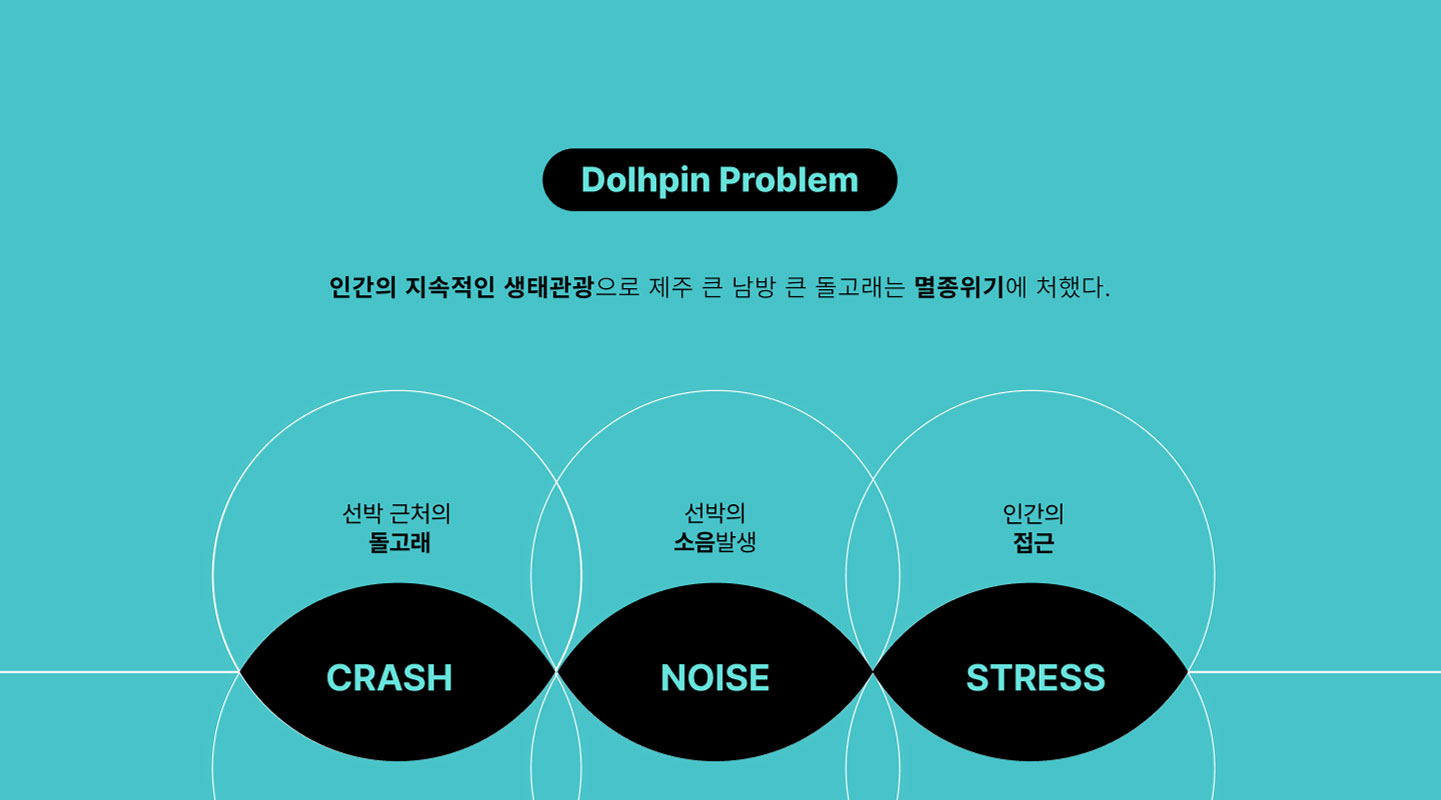 Dolhpin Problem
인간의 지속적인 생태관광으로 제주 큰 남방 큰 돌고래는 멸종위기에 처했다.
선박 근처의
돌고래
선박의
소음발생
인간의
접근
CRASH
NOISE
STRESS